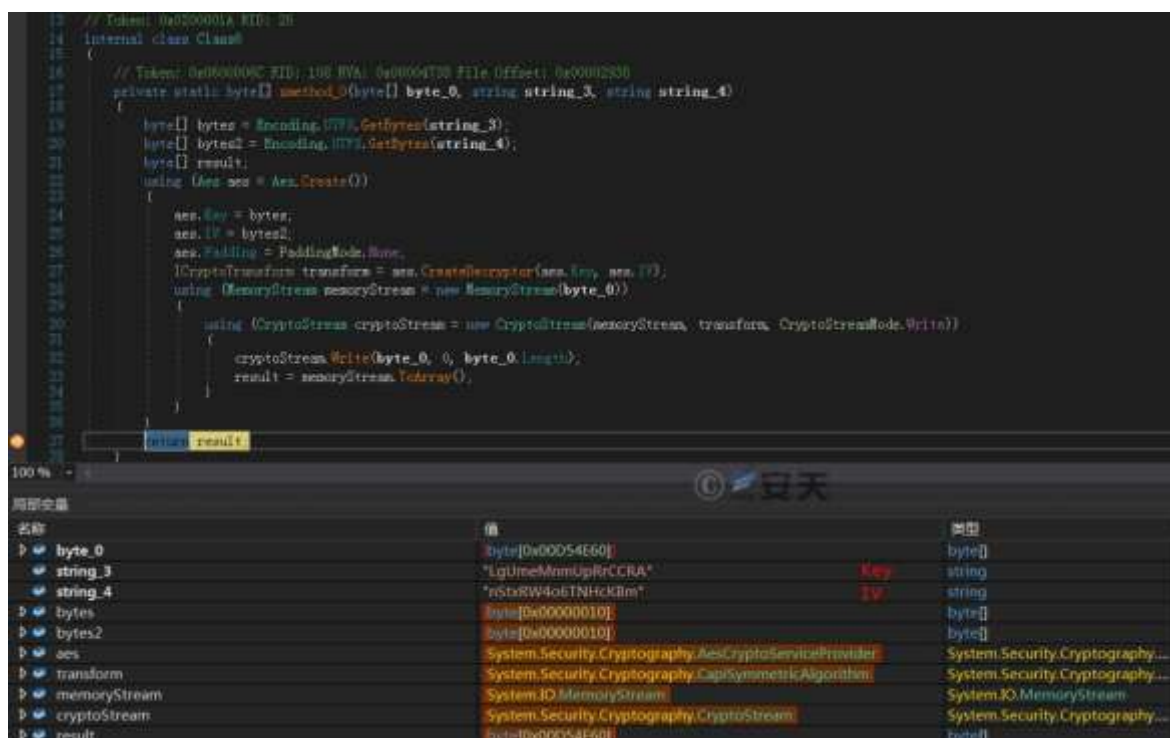 // Token: 0x0200001A RID: 26
internal class Class8
{
// Token: 0x0600006C RID: 108 RVA: 0x00004738 File Offset: 0x00002938
private static byte[] smethod_0(byte[] byte_0, string string_3, string string_4)
{
byte[] bytes = Encoding.UTF8.GetBytes(string_3);
byte[] bytes2 = Encoding.UTF8.GetBytes(string_4);
byte[] result;
using (Aes aes = Aes.Create())
{
aes.Key = bytes;
aes.IV = bytes2;
aes.Padding = PaddingMode.None;
ICryptoTransform transform = aes.CreateDecryptor(aes.Key, aes.IV);
using (MemoryStream memoryStream = new MemoryStream(byte_0))
{
using (CryptoStream cryptoStream = new CryptoStream(memoryStream, transform, CryptoStreamMode.Write))
{
cryptoStream.Write(byte_0, 0, byte_0.Length);
result = memoryStream.ToArray();
}
}
}
return result;
}
100 %
© 安天
局部变量
名称 值 类型
byte_0 byte[0x00D54E60] byte[]
string_3 "LgUmeMnmUpRrCCRA" Key string
string_4 "nStxRW4o6TNHcKBm" IV string
bytes byte[0x00000010] byte[]
bytes2 byte[0x00000010] byte[]
aes System.Security.Cryptography.AesCryptoServiceProvider System.Security.Cryptography....
transform System.Security.Cryptography.CapiSymmetricAlgorithm System.Security.Cryptography....
memoryStream System.IO.MemoryStream System.IO.MemoryStream
cryptoStream System.Security.Cryptography.CryptoStream System.Security.Cryptography....
result byte[0x00D54E60] byte[]